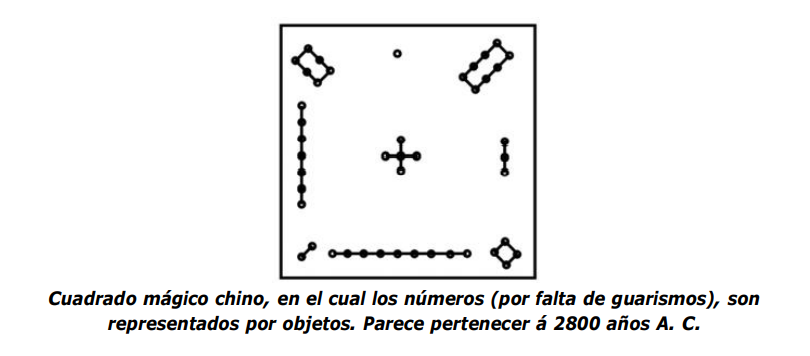 Cuadrado mágico chino, en el cual los números (por falta de guarismos), son
representados por objetos. Parece pertenecer á 2800 años A. C.